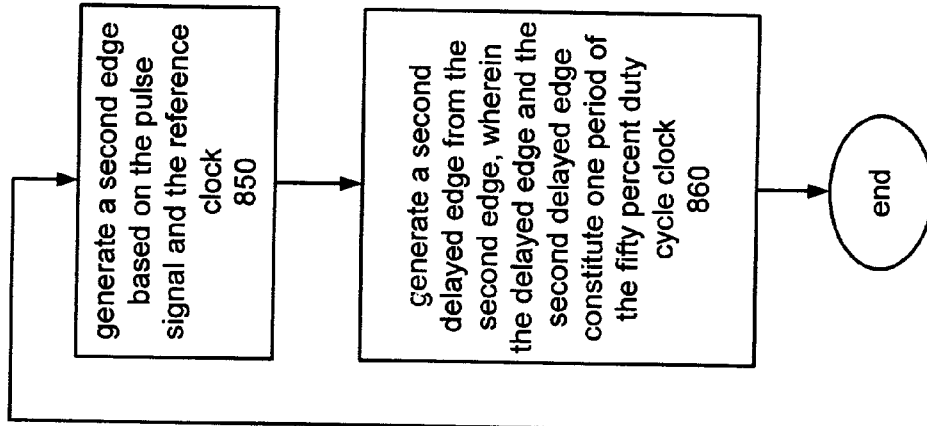 generate a second edge
based on the pulse
signal and the reference
clock
850
generate a second
delayed edge from the
second edge, wherein
the delayed edge and the
second delayed edge
constitute one period of
the fifty percent duty
cycle clock
860
end